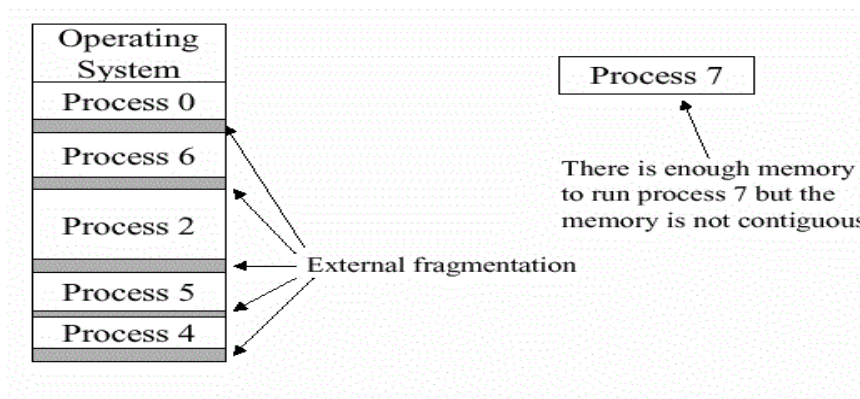 Operating
System
Process 0
Process 6
Process 2
Process 5
Process 4
External fragmentation
Process 7
There is enough memory
to run process 7 but the
memory is not contiguous